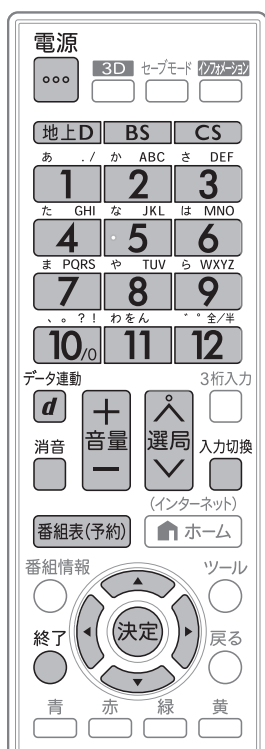 電源
3D セーブモード インフォメーション
地上D BS CS
あ ./ か ABC さ DEF
1 2 3
た GHI な JKL は MNO
4 5 6
ま PQRS や TUV ら WXYZ
7 8 9
、。?! わをん ゛゜全/半
10/0 11 12
データ連動 3桁入力
d + 音量 − 選局
消音 入力切換
(インターネット)
番組表(予約) ホーム
番組情報 ツール
決定
終了 戻る
青 赤 緑 黄